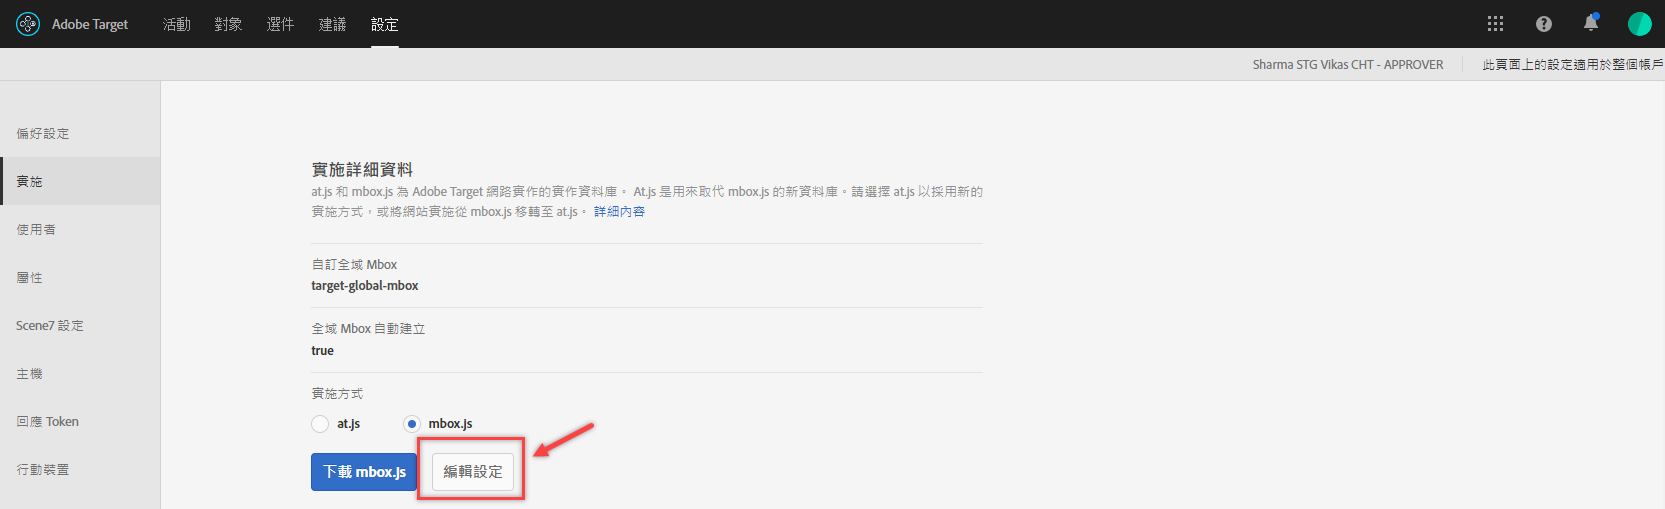 Adobe Target 活動 對象 選件 建議 設定
Sharma STG Vikas CHT - APPROVER 此頁面上的設定適用於整個帳戶
偏好設定
實施
使用者
屬性
Scene7 設定
主機
回應 Token
行動裝置
實施詳細資料
at.js 和 mbox.js 為 Adobe Target 網路實作的實作資料庫。 At.js 是用來取代 mbox.js 的新資料庫。請選擇 at.js 以採用新的
實施方式，或將網站實施從 mbox.js 移轉至 at.js。 詳細內容
自訂全域 Mbox
target-global-mbox
全域 Mbox 自動建立
true
實施方式
at.js mbox.js
下載 mbox.js 編輯設定